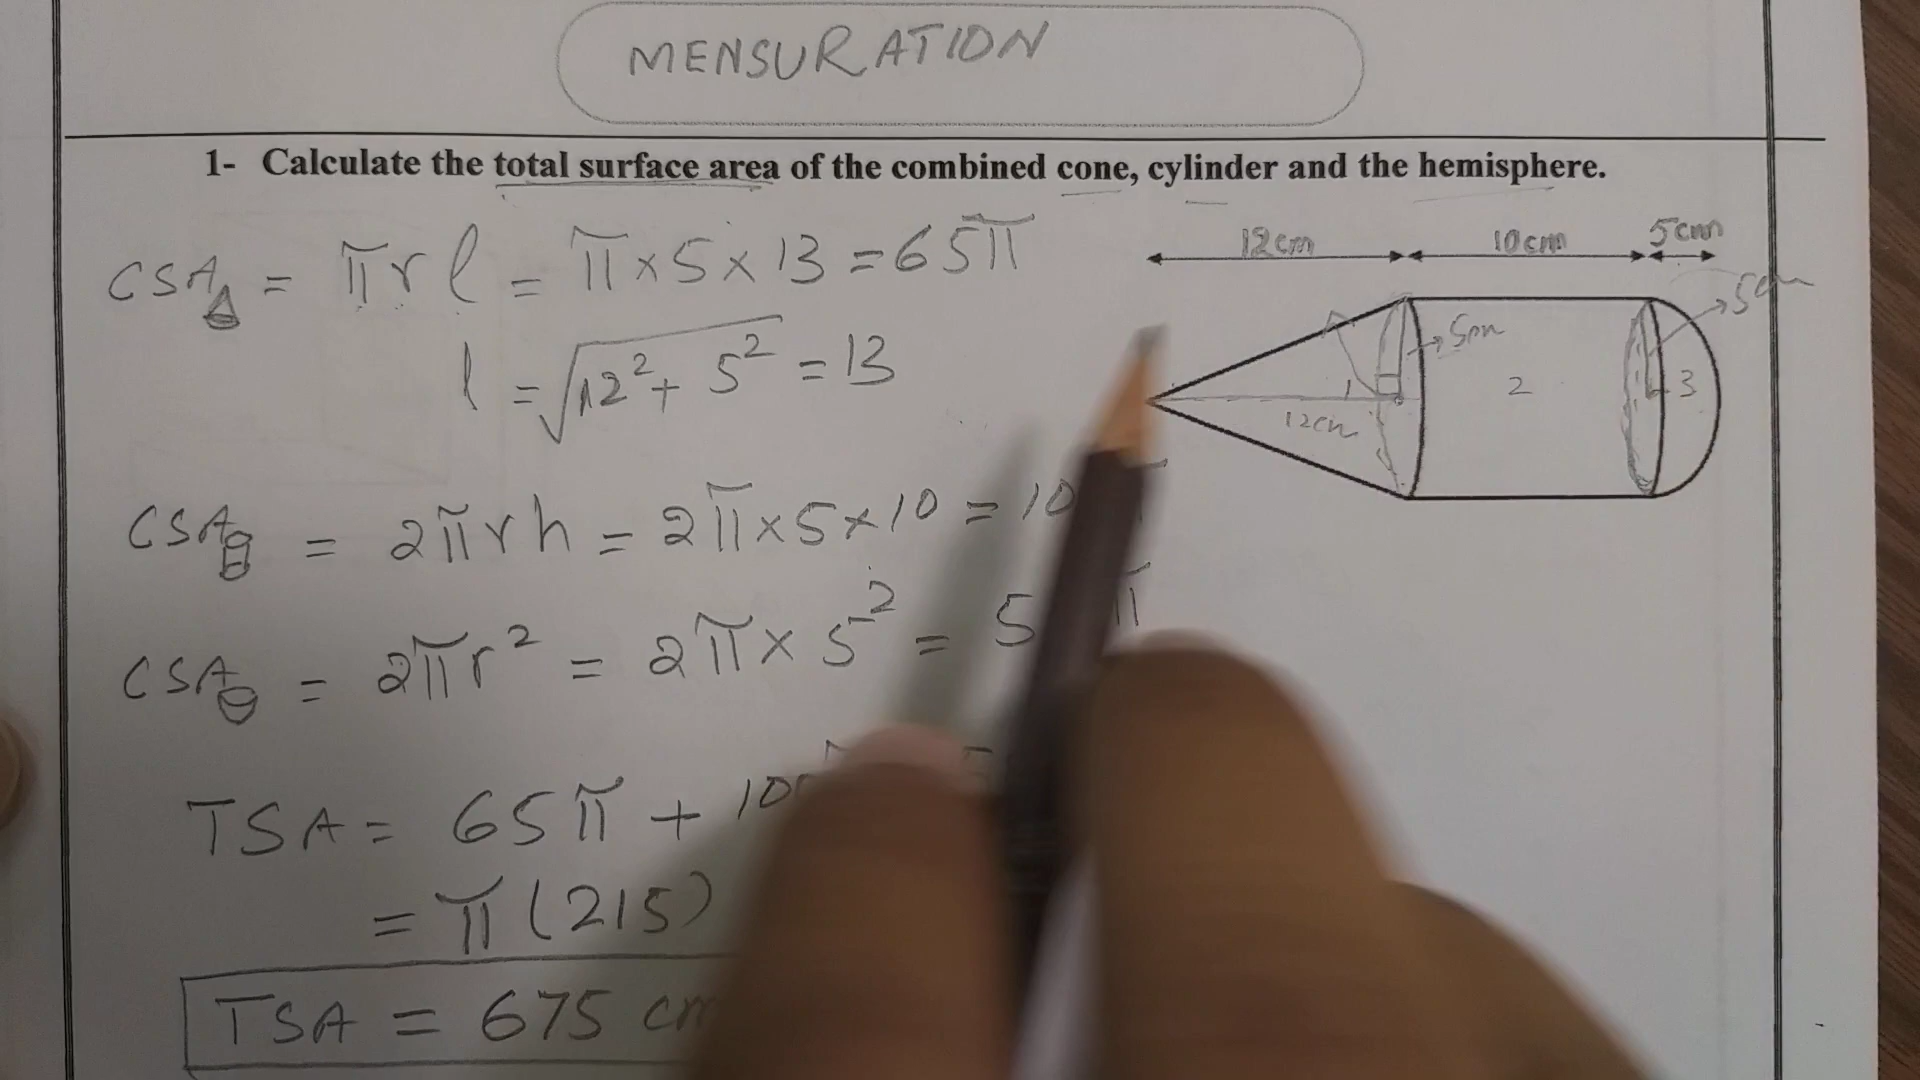 MENSURATION
1- Calculate the total surface area of the combined cone, cylinder and the hemisphere.
12cm 10cm 5cm
CSA = πrl = π×5×13 = 65π
l = √12²+ 5² = 13
5cm
5cm
1 2 3
12cm
CSA = 2πrh = 2π×5×10 = 10
CSA = 2πr² = 2π×5² = 5 π
TSA = 65π + 10
= π(215)
TSA = 675 cm